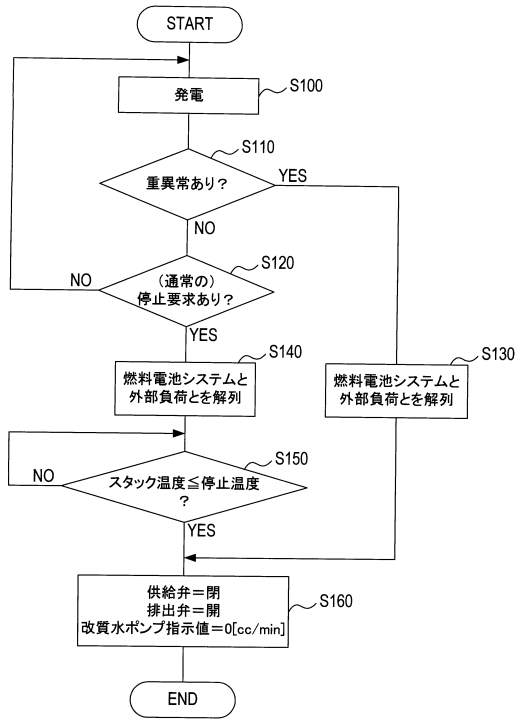 START
発電
S100
重異常あり？
S110
YES
NO
(通常の)
停止要求あり？
S120
NO
YES
燃料電池システムと
外部負荷とを解列
S140
燃料電池システムと
外部負荷とを解列
S130
スタック温度≦停止温度
？
S150
NO
YES
供給弁＝閉
排出弁＝開
改質水ポンプ指示値＝0[cc/min]
S160
END